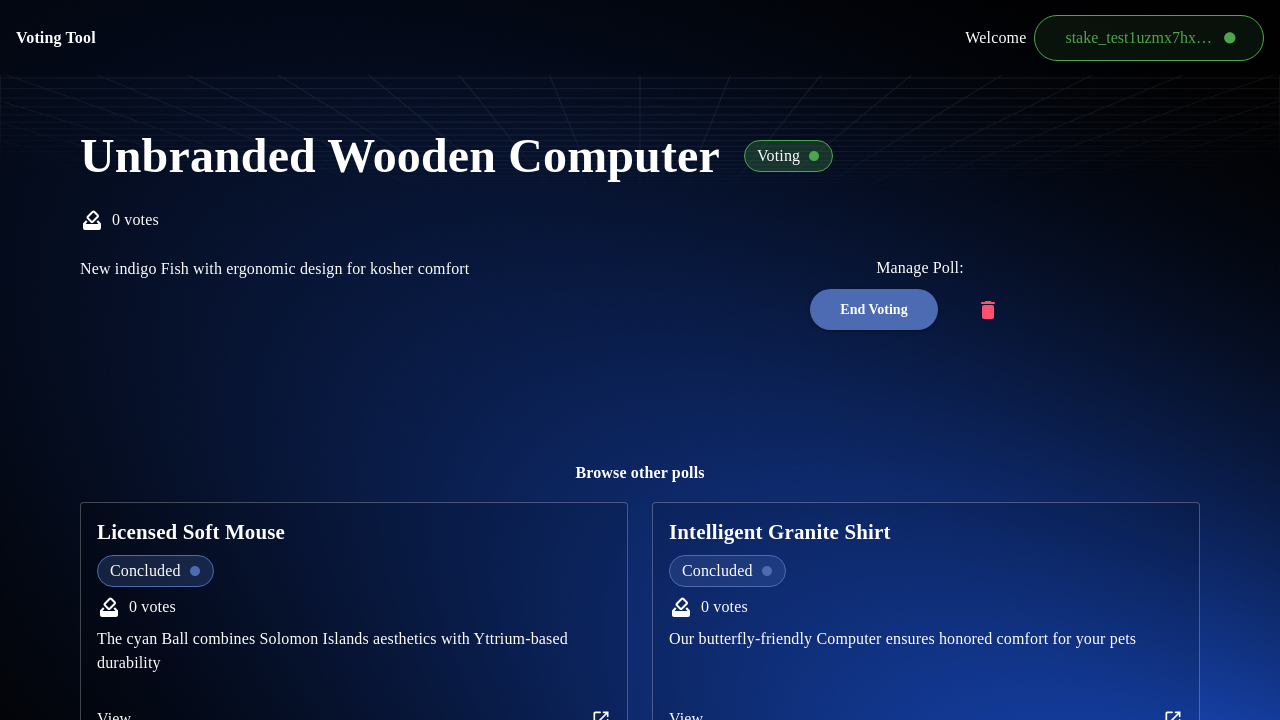 Voting Tool
Welcome
stake_test1uzmx7hx…
Unbranded Wooden Computer
Voting
0 votes
New indigo Fish with ergonomic design for kosher comfort
Manage Poll:
End Voting
Browse other polls
Licensed Soft Mouse
Concluded
0 votes
The cyan Ball combines Solomon Islands aesthetics with Yttrium-based
durability
View
Intelligent Granite Shirt
Concluded
0 votes
Our butterfly-friendly Computer ensures honored comfort for your pets
View